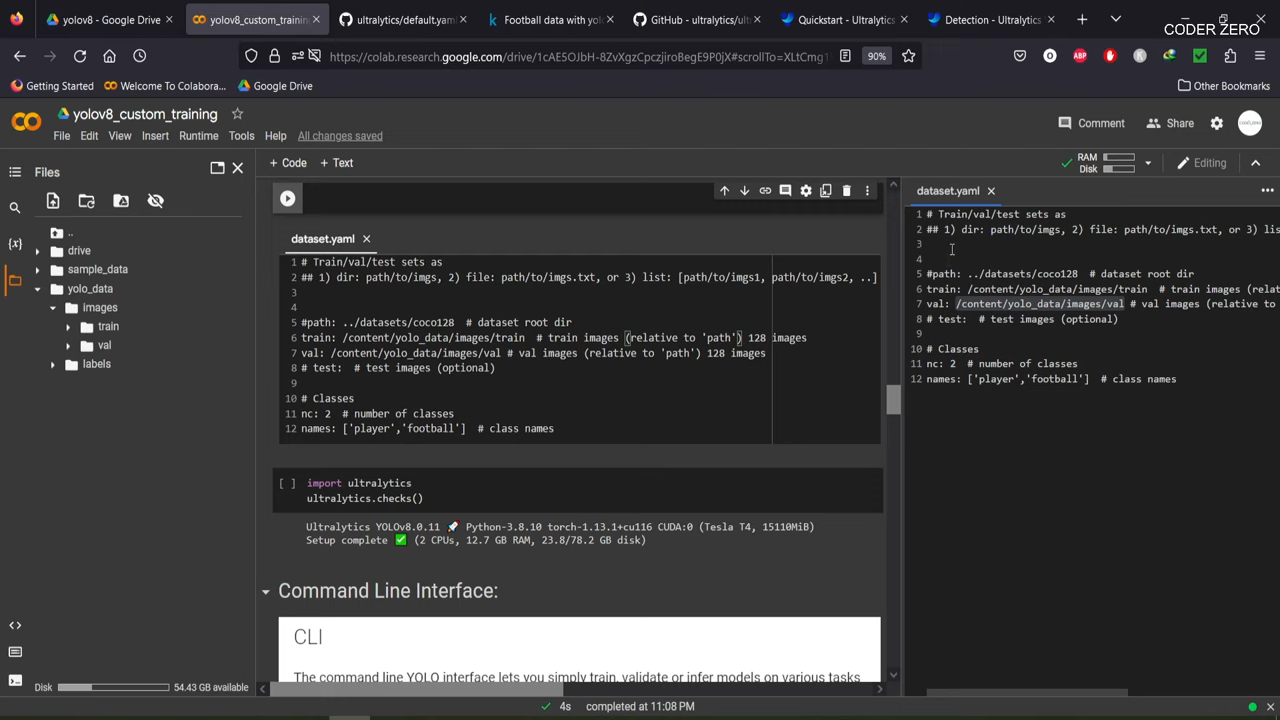 yolov8 - Google Drive
yolov8_custom_training
ultralytics/default.yaml
Football data with yo
GitHub - ultralytics/ult
Quickstart - Ultralytics
Detection - Ultralytics
CODER ZERO
https://colab.research.google.com/drive/1cAE5OJbH-8ZvXgzCpczjiroBegE9P0jX#scrollTo=XLtCmg
90%
Getting Started
Welcome To Colabora...
Google Drive
Other Bookmarks
yolov8_custom_training
File Edit View Insert Runtime Tools Help All changes saved
Comment
Share
Files
+ Code + Text
RAM
Disk
Editing
..
drive
sample_data
yolo_data
images
train
val
labels
dataset.yaml
1 # Train/val/test sets as
2 ## 1) dir: path/to/imgs, 2) file: path/to/imgs.txt, or 3) list: [path/to/imgs1, path/to/imgs2, ..]
3
4
5 #path: ../datasets/coco128 # dataset root dir
6 train: /content/yolo_data/images/train # train images (relative to 'path') 128 images
7 val: /content/yolo_data/images/val # val images (relative to 'path') 128 images
8 # test: # test images (optional)
9
10 # Classes
11 nc: 2 # number of classes
12 names: ['player','football'] # class names
[ ] import ultralytics
ultralytics.checks()
Ultralytics YOLOv8.0.11 🚀 Python-3.8.10 torch-1.13.1+cu116 CUDA:0 (Tesla T4, 15110MiB)
Setup complete ✅ (2 CPUs, 12.7 GB RAM, 23.8/78.2 GB disk)
Command Line Interface:
CLI
The command line YOLO interface lets you simply train, validate or infer models on various tasks
dataset.yaml
1 # Train/val/test sets as
2 ## 1) dir: path/to/imgs, 2) file: path/to/imgs.txt, or 3) lis
3
4
5 #path: ../datasets/coco128 # dataset root dir
6 train: /content/yolo_data/images/train # train images (relat
7 val: /content/yolo_data/images/val # val images (relative to
8 # test: # test images (optional)
9
10 # Classes
11 nc: 2 # number of classes
12 names: ['player','football'] # class names
Disk
54.43 GB available
4s completed at 11:08 PM